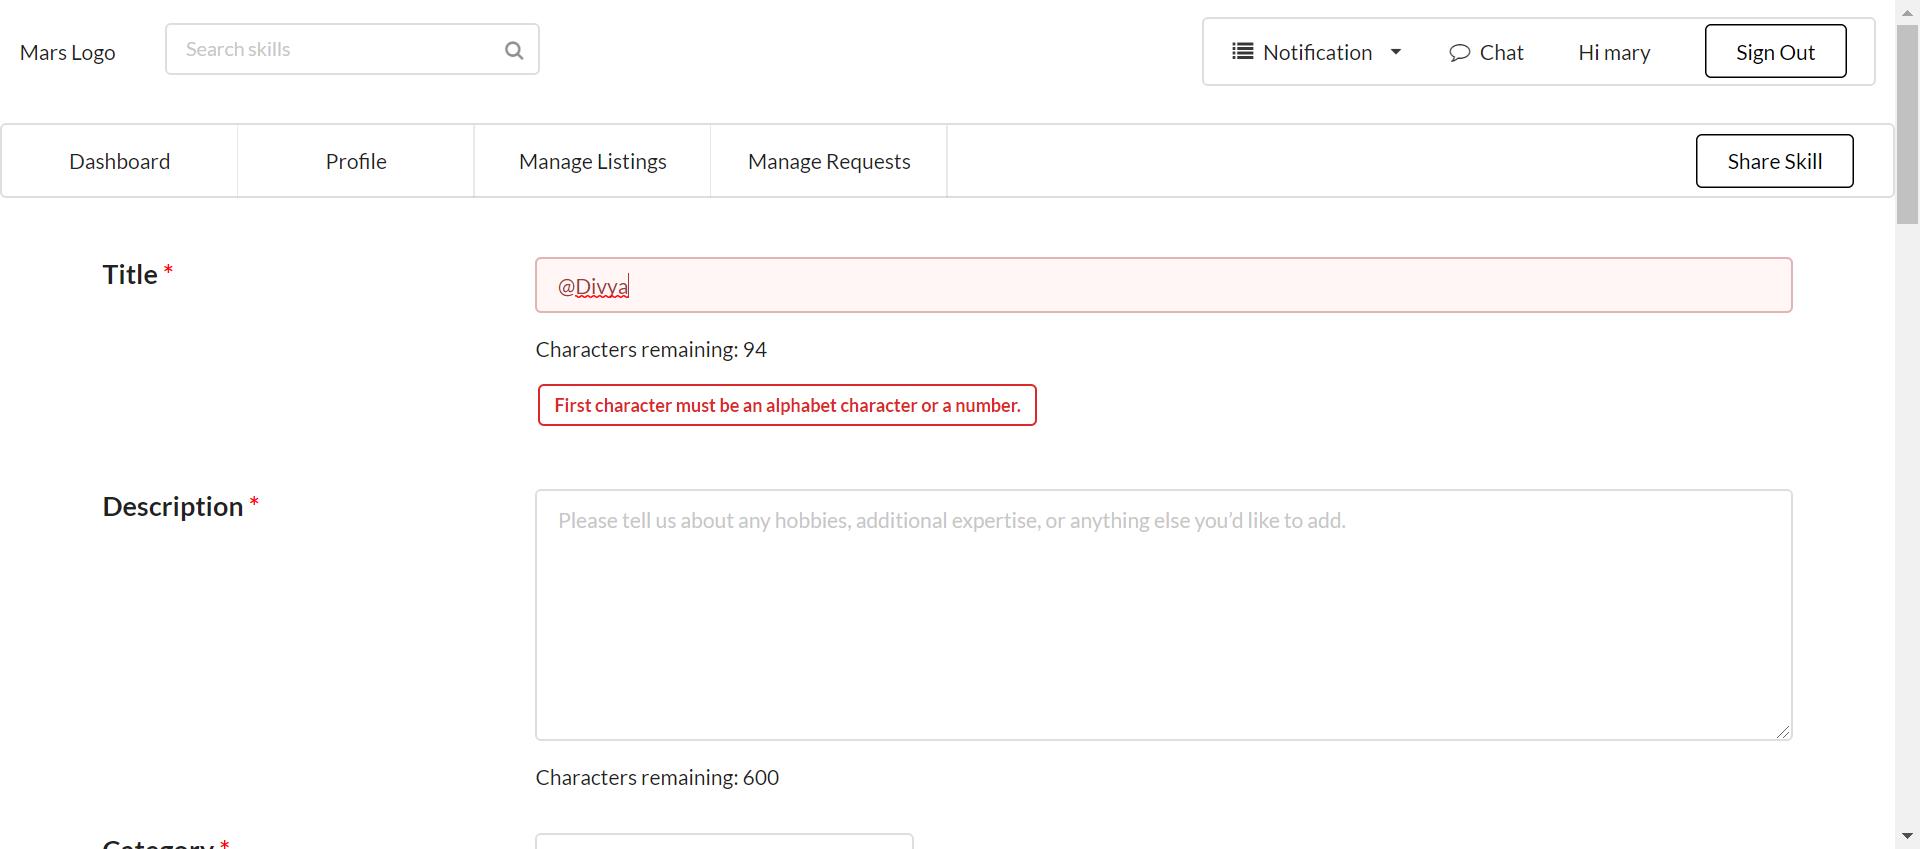 Mars Logo
Search skills
Notification
Chat
Hi mary
Sign Out
Dashboard
Profile
Manage Listings
Manage Requests
Share Skill
Title *
@Divya
Characters remaining: 94
First character must be an alphabet character or a number.
Description *
Please tell us about any hobbies, additional expertise, or anything else you’d like to add.
Characters remaining: 600
Category *